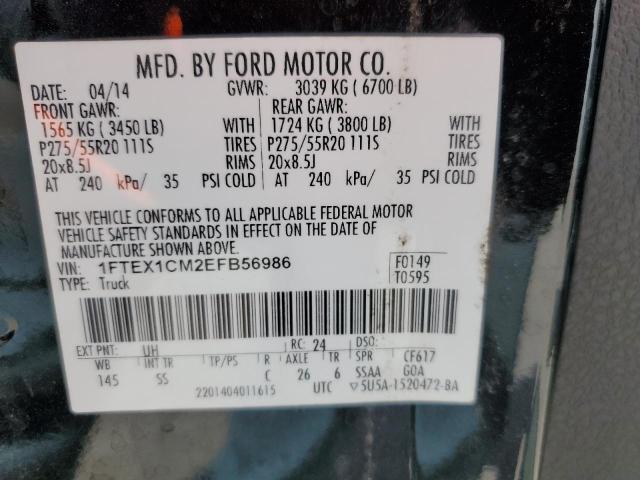 MFD. BY FORD MOTOR CO.
DATE: 04/14 GVWR: 3039 KG ( 6700 LB)
FRONT GAWR: REAR GAWR:
1565 KG ( 3450 LB) WITH 1724 KG ( 3800 LB) WITH
P275/55R20 111S TIRES P275/55R20 111S TIRES
20x8.5J RIMS 20x8.5J RIMS
AT 240 kPa/ 35 PSI COLD AT 240 kPa/ 35 PSI COLD
THIS VEHICLE CONFORMS TO ALL APPLICABLE FEDERAL MOTOR
VEHICLE SAFETY STANDARDS IN EFFECT ON THE DATE OF
MANUFACTURE SHOWN ABOVE.
VIN: 1FTEX1CM2EFB56986 F0149
TYPE: Truck T0595
EXT PNT: UH RC: 24 DSO:
WB INT TR TP/PS R AXLE TR SPR CF617
145 SS C 26 6 SSAA GOA
2201404011615 UTC ▽5U5A-1520472-BA